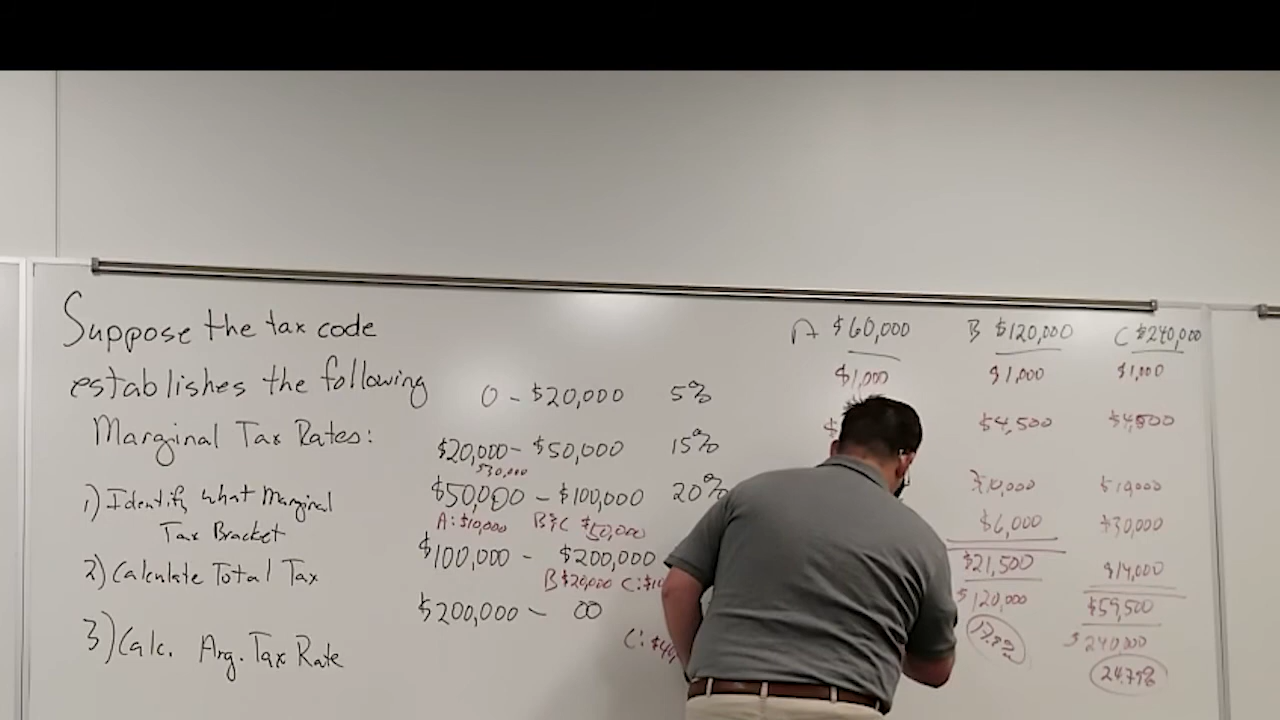 Suppose the tax code
establishes the following
Marginal Tax Rates:
1) Identify what Marginal
Tax Bracket
2) Calculate Total Tax
3) Calc. Avg. Tax Rate
0 - $20,000 5%
$20,000 - $50,000 15%
$30,000
$50,000 - $100,000 20%
A: $10,000 B&C $50,000
$100,000 - $200,000
B $20,000 C: $10
$200,000 - ∞
C: $4
A $60,000
$1,000
$
B $120,000
$1,000
$4,500
$10,000
$6,000
$21,500
$120,000
C $240,000
$1,000
$4,500
$10,000
$30,000
$14,000
$59,500
$240,000
24.79%